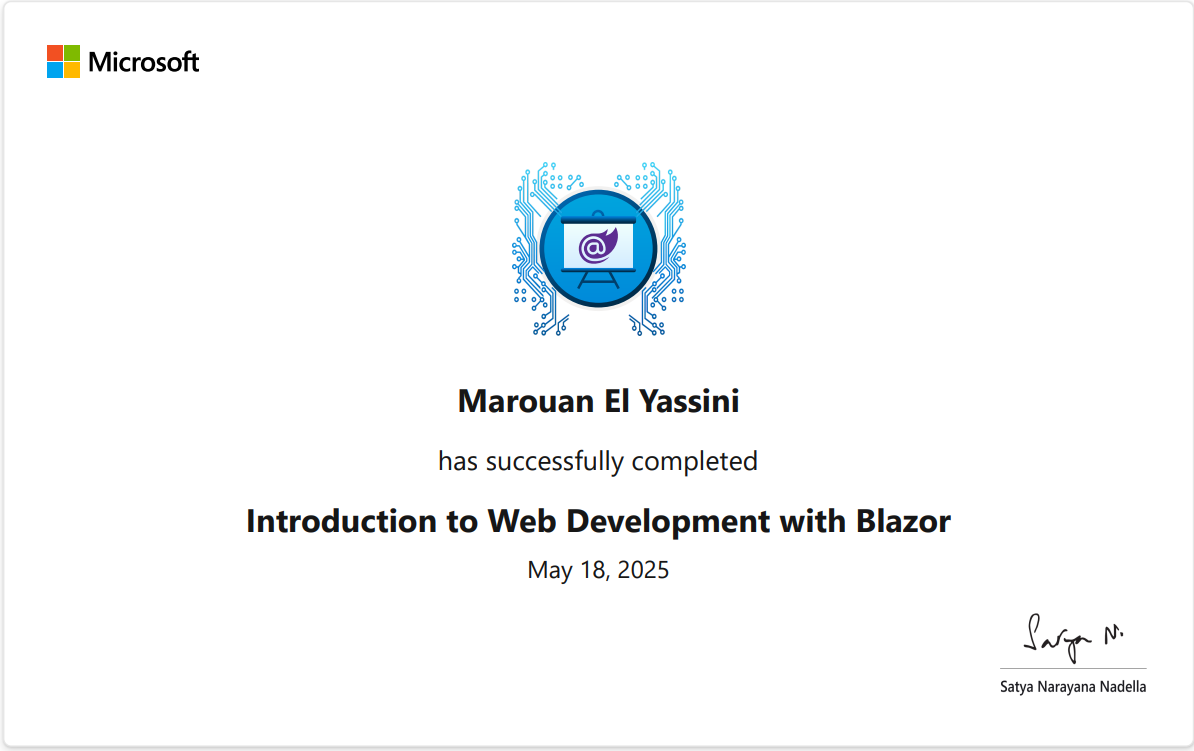 Microsoft
Marouan El Yassini
has successfully completed
Introduction to Web Development with Blazor
May 18, 2025
Satya N.
Satya Narayana Nadella